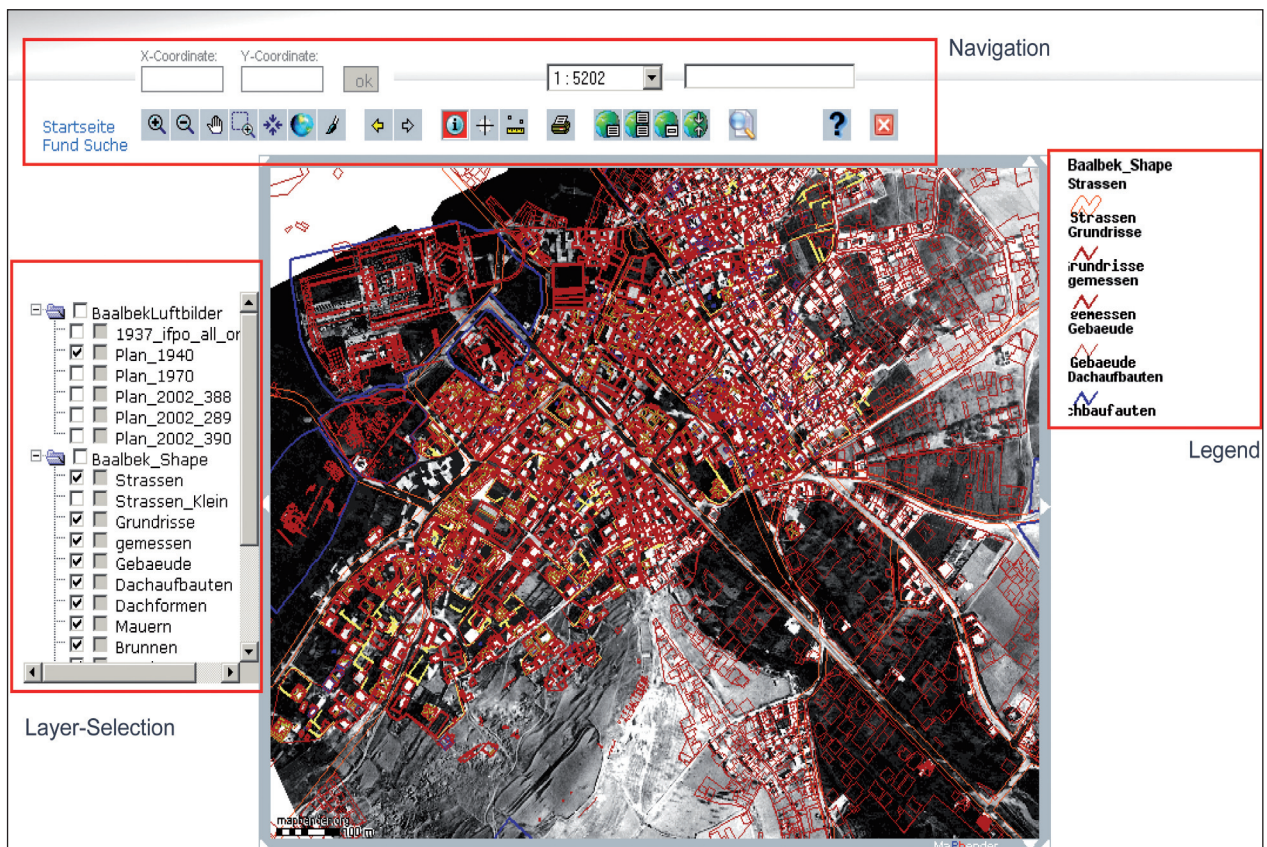 Navigation
X-Coordinate: Y-Coordinate:
ok
1 : 5202
Startseite
Fund Suche
Baalbek_Shape
Strassen
Strassen
Grundrisse
rundrisse
gemessen
gemessen
Gebaeude
Gebaeude
Dachaufbauten
chbaufauten
Legend
BaalbekLuftbilder
1937_ifpo_all_or
Plan_1940
Plan_1970
Plan_2002_388
Plan_2002_289
Plan_2002_390
Baalbek_Shape
Strassen
Strassen_Klein
Grundrisse
gemessen
Gebaeude
Dachaufbauten
Dachformen
Mauern
Brunnen
Layer-Selection
mapbender.org
100 m
MaPbender